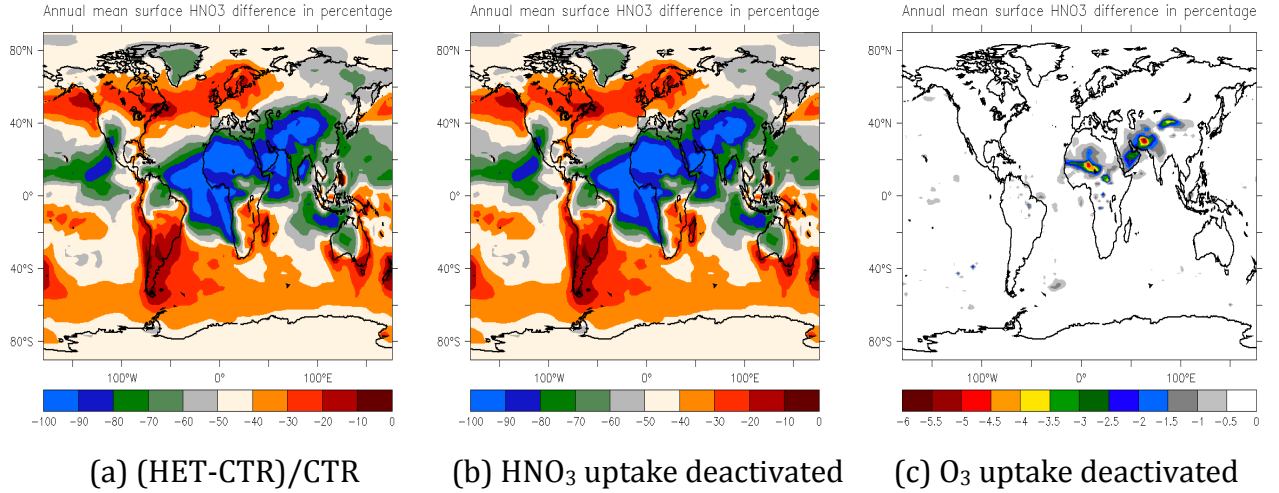 Annual mean surface HNO3 difference in percentage
80°N
40°N
0°
40°S
80°S
100°W 0° 100°E
-100 -90 -80 -70 -60 -50 -40 -30 -20 -10 0
(a) (HET-CTR)/CTR
Annual mean surface HNO3 difference in percentage
80°N
40°N
0°
40°S
80°S
100°W 0° 100°E
-100 -90 -80 -70 -60 -50 -40 -30 -20 -10 0
(b) HNO₃ uptake deactivated
Annual mean surface HNO3 difference in percentage
80°N
40°N
0°
40°S
80°S
100°W 0° 100°E
-6 -5.5 -5 -4.5 -4 -3.5 -3 -2.5 -2 -1.5 -1 -0.5 0
(c) O₃ uptake deactivated